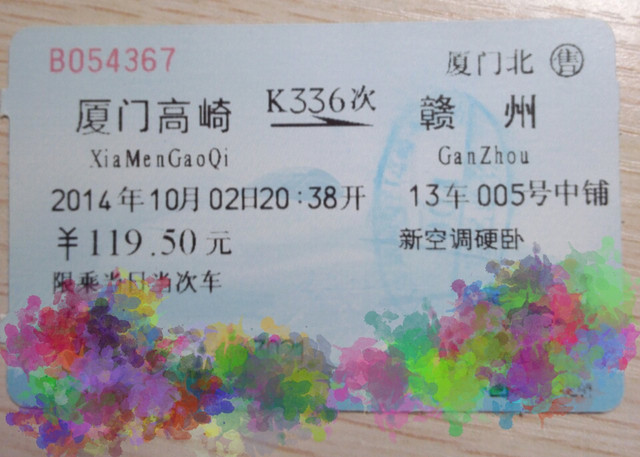 B054367 厦门北 售
厦门高崎 K336次 赣州
XiaMenGaoQi GanZhou
2014年10月02日20:38开 13车005号中铺
￥119.50元 新空调硬卧
限乘当日当次车